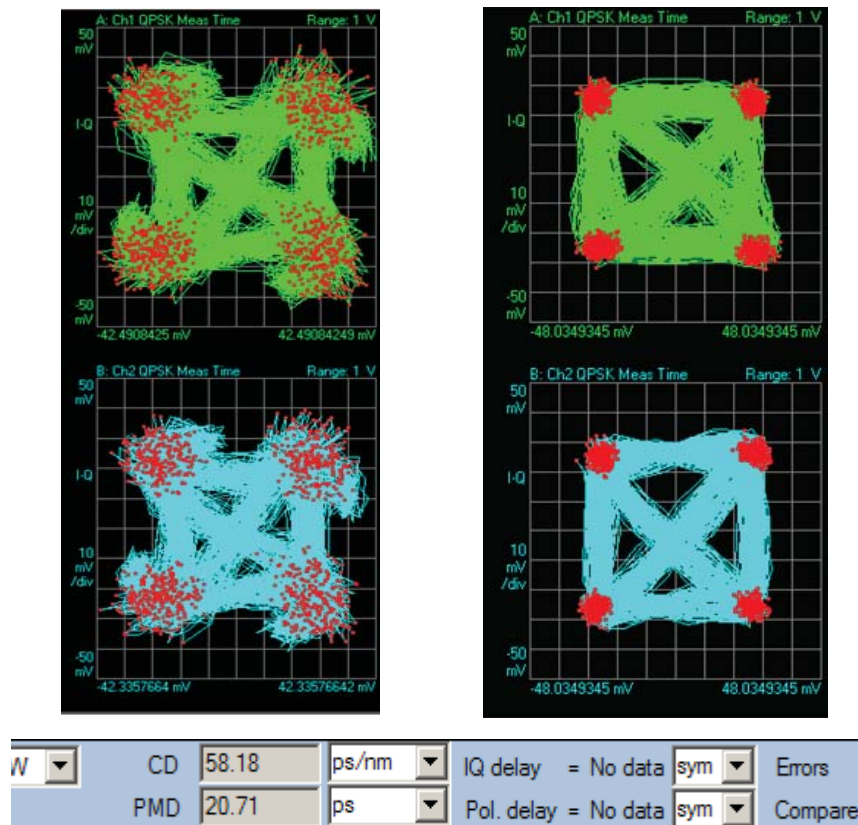 A: Ch1 QPSK Meas Time Range: 1 V
50
mV
I-Q
10
mV
/div
-50
mV
-42.4908425 mV 42.49084249 mV
B: Ch2 QPSK Meas Time Range: 1 V
50
mV
I-Q
10
mV
/div
-50
mV
-42.3357664 mV 42.33576642 mV
A: Ch1 QPSK Meas Time Range: 1 V
50
mV
I-Q
10
mV
/div
-50
mV
-48.0349345 mV 48.0349345 mV
B: Ch2 QPSK Meas Time Range: 1 V
50
mV
I-Q
10
mV
/div
-50
mV
-48.0349345 mV 48.0349345 mV
CD 58.18 ps/nm IQ delay = No data sym Errors
PMD 20.71 ps Pol. delay = No data sym Compare